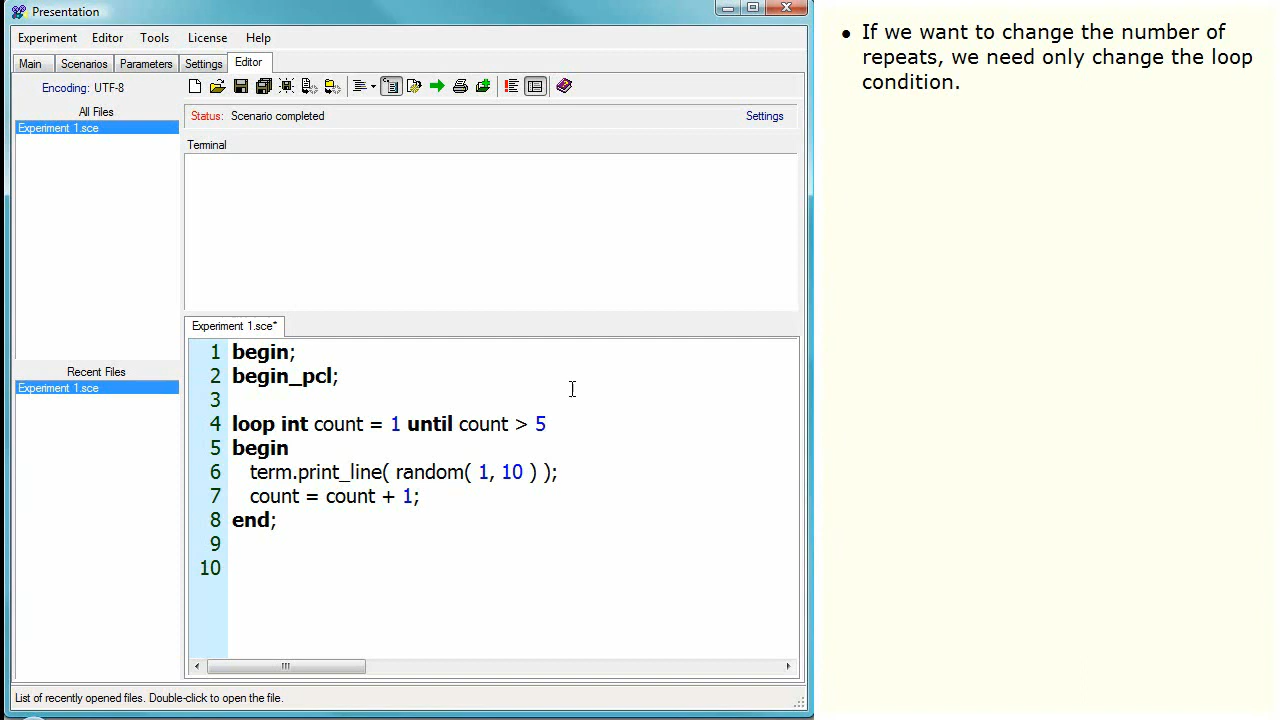 Presentation
Experiment Editor Tools License Help
Main Scenarios Parameters Settings Editor
Encoding: UTF-8
All Files
Experiment 1.sce
Status: Scenario completed Settings
Terminal
Recent Files
Experiment 1.sce
Experiment 1.sce*
1 begin;
2 begin_pcl;
3
4 loop int count = 1 until count > 5
5 begin
6 term.print_line( random( 1, 10 ) );
7 count = count + 1;
8 end;
9
10
List of recently opened files. Double-click to open the file.
• If we want to change the number of
repeats, we need only change the loop
condition.